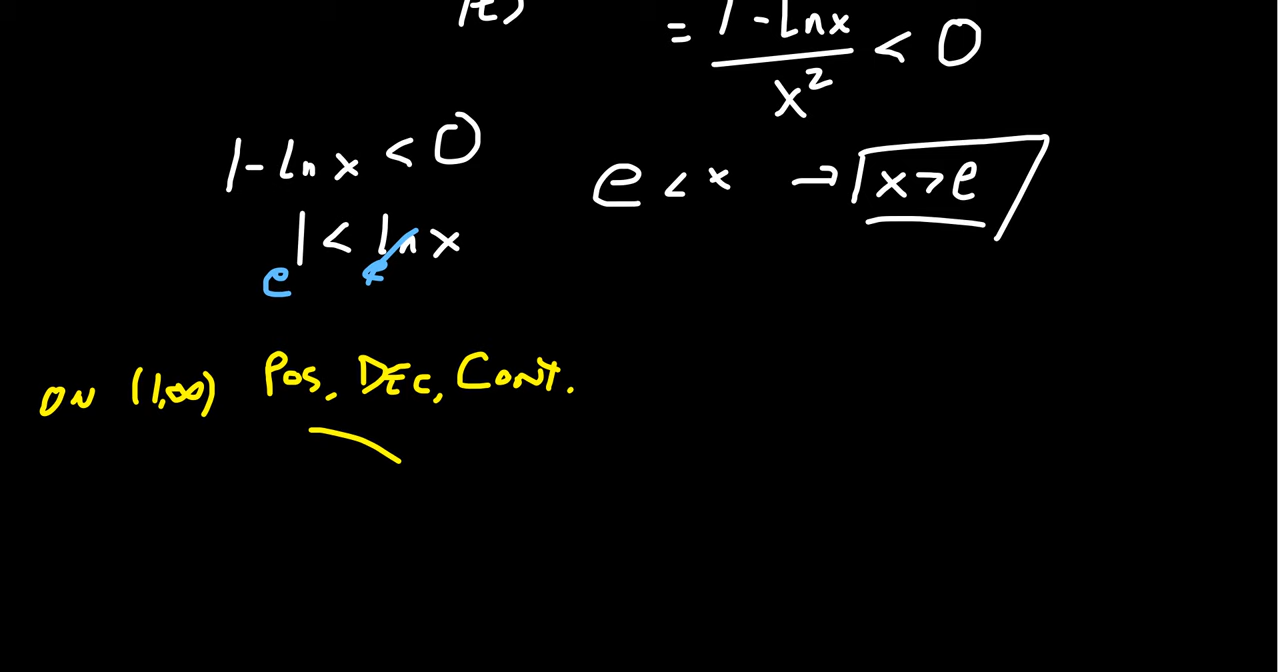 = 1 - ln x / x² < 0
1 - ln x < 0
e < x → x > e
1 < ln x
e e
on (1,∞) Pos, Dec, Cont.